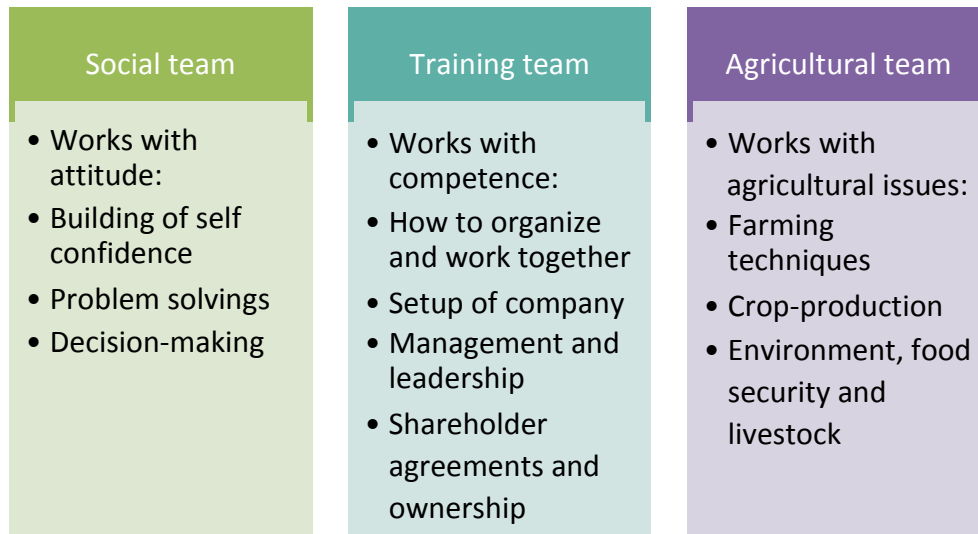 Social team
• Works with
attitude:
• Building of self
confidence
• Problem solvings
• Decision-making
Training team
• Works with
competence:
• How to organize
and work together
• Setup of company
• Management and
leadership
• Shareholder
agreements and
ownership
Agricultural team
• Works with
agricultural issues:
• Farming
techniques
• Crop-production
• Environment, food
security and
livestock